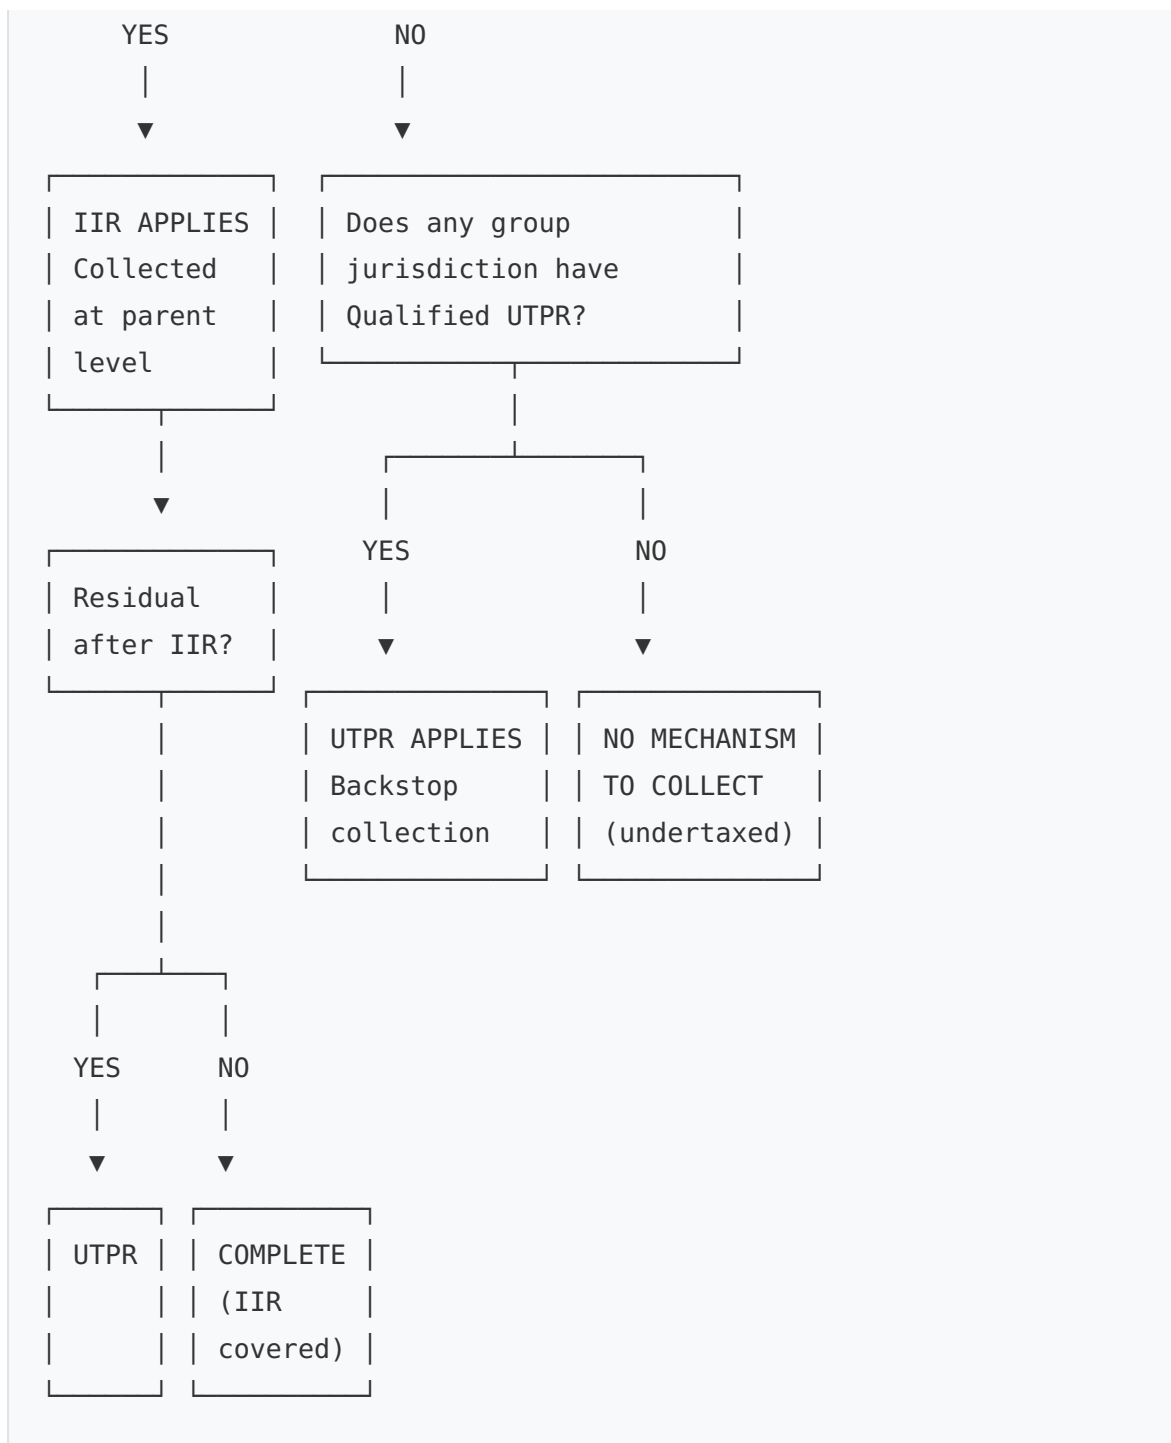 YES NO
IIR APPLIES
Collected
at parent
level
Does any group
jurisdiction have
Qualified UTPR?
Residual
after IIR?
YES NO
UTPR APPLIES
Backstop
collection
NO MECHANISM
TO COLLECT
(undertaxed)
YES NO
UTPR
COMPLETE
(IIR
covered)